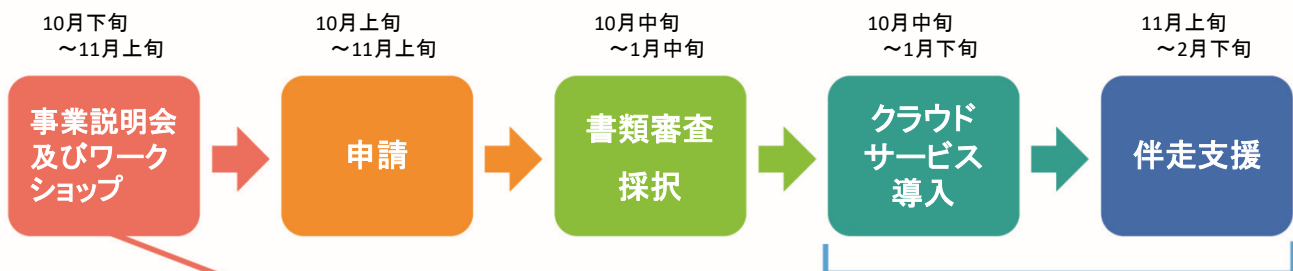 10月下旬
～11月上旬
事業説明会
及びワーク
ショップ
10月上旬
～11月上旬
申請
10月中旬
～1月中旬
書類審査
採択
10月中旬
～1月下旬
クラウド
サービス
導入
11月上旬
～2月下旬
伴走支援